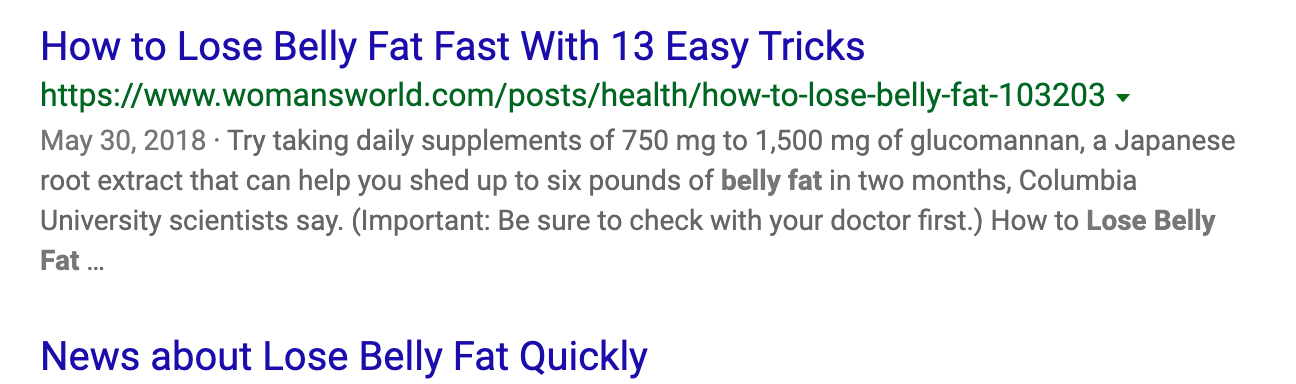 How to Lose Belly Fat Fast With 13 Easy Tricks
https://www.womansworld.com/posts/health/how-to-lose-belly-fat-103203
May 30, 2018 · Try taking daily supplements of 750 mg to 1,500 mg of glucomannan, a Japanese
root extract that can help you shed up to six pounds of belly fat in two months, Columbia
University scientists say. (Important: Be sure to check with your doctor first.) How to Lose Belly
Fat ...
News about Lose Belly Fat Quickly